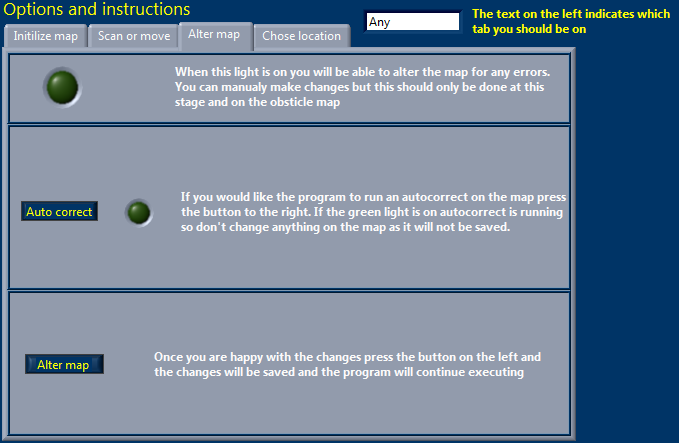 Options and instructions
Any
The text on the left indicates which
tab you should be on
Initilize map
Scan or move
Alter map
Chose location
When this light is on you will be able to alter the map for any errors.
You can manualy make changes but this should only be done at this
stage and on the obsticle map
Auto correct
If you would like the program to run an autocorrect on the map press
the button to the right. If the green light is on autocorrect is running
so don't change anything on the map as it will not be saved.
Alter map
Once you are happy with the changes press the button on the left and
the changes will be saved and the program will continue executing